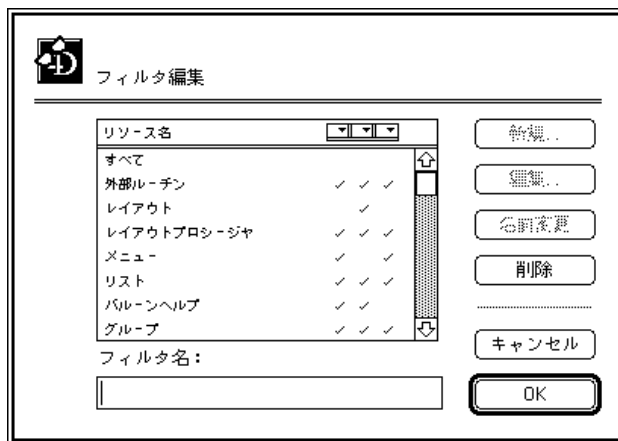 フィルタ編集
リソース名
すべて
外部ルーチン
レイアウト
レイアウトプロシージャ
メニュー
リスト
バルーンヘルプ
グループ
フィルタ名：
新規..
編集..
名前変更
削除
キャンセル
OK